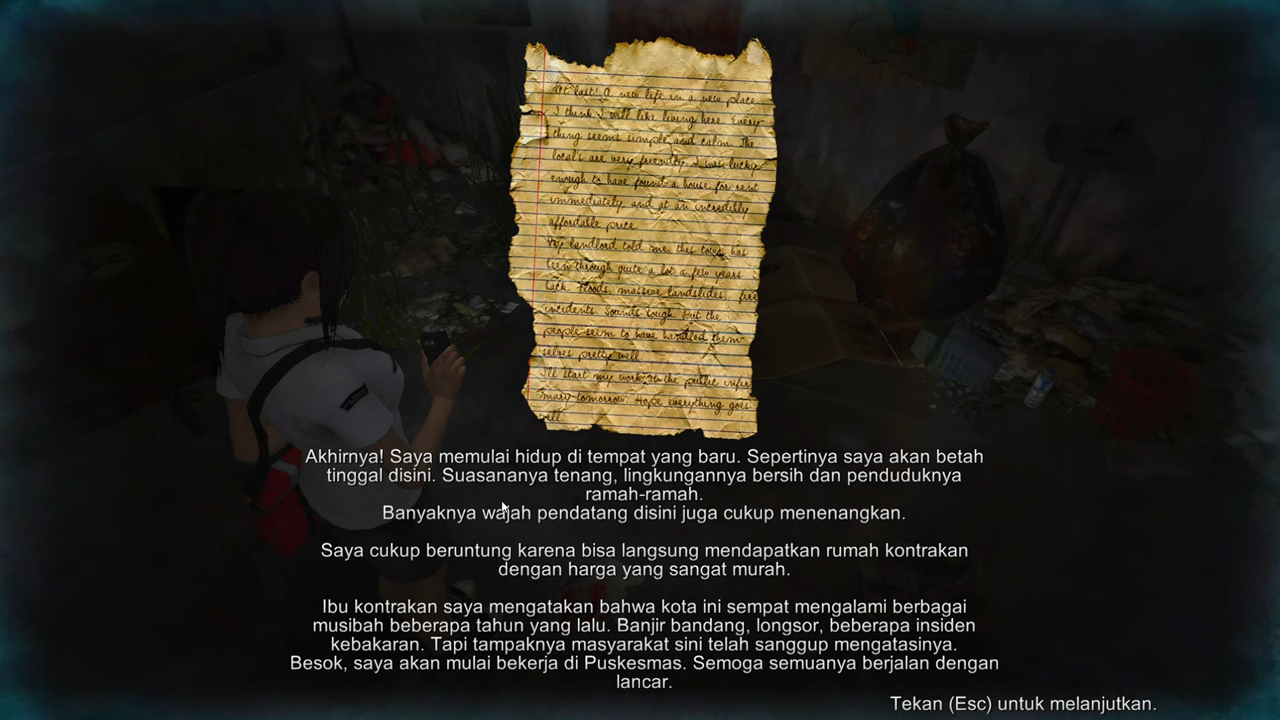 At last! A new life in a new place.
I think I will like living here. Every
thing seems simple and calm. The
local's are very friendly. I was lucky
enough to have found a house for rent
immediately, and at an incredibly
affordable price.
My landlord told me, this town has
been through quite a lot a few years
back. Floods, massive landslides, fire
incidents. Sounds tough. But the
people seem to have handled them-
selves pretty well.
I'll start my work at the public infir
mary tomorrow. Hope everything goes
well.
Akhirnya! Saya memulai hidup di tempat yang baru. Sepertinya saya akan betah
tinggal disini. Suasananya tenang, lingkungannya bersih dan penduduknya
ramah-ramah.
Banyaknya wajah pendatang disini juga cukup menenangkan.
Saya cukup beruntung karena bisa langsung mendapatkan rumah kontrakan
dengan harga yang sangat murah.
Ibu kontrakan saya mengatakan bahwa kota ini sempat mengalami berbagai
musibah beberapa tahun yang lalu. Banjir bandang, longsor, beberapa insiden
kebakaran. Tapi tampaknya masyarakat sini telah sanggup mengatasinya.
Besok, saya akan mulai bekerja di Puskesmas. Semoga semuanya berjalan dengan
lancar.
Tekan (Esc) untuk melanjutkan.